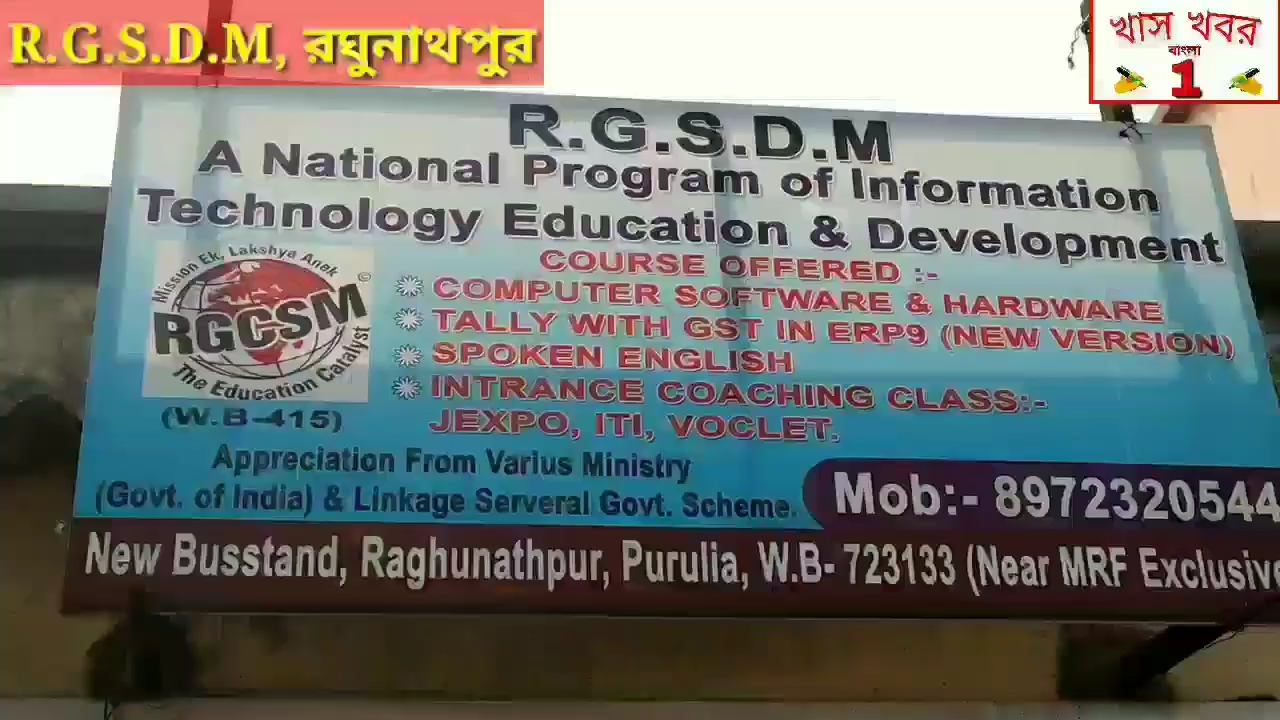 R.G.S.D.M, রঘুনাথপুর
খাস খবর
বাংলা
1
R.G.S.D.M
A National Program of Information
Technology Education & Development
COURSE OFFERED :-
COMPUTER SOFTWARE & HARDWARE
TALLY WITH GST IN ERP9 (NEW VERSION)
SPOKEN ENGLISH
INTRANCE COACHING CLASS:-
JEXPO, ITI, VOCLET.
Mission Ek, Lakshya Anek
©
RGCSM
The Education Catalyst
(W.B-415)
Appreciation From Varius Ministry
(Govt. of India) & Linkage Serveral Govt. Scheme.
Mob:- 8972320544
New Busstand, Raghunathpur, Purulia, W.B- 723133 (Near MRF Exclusive